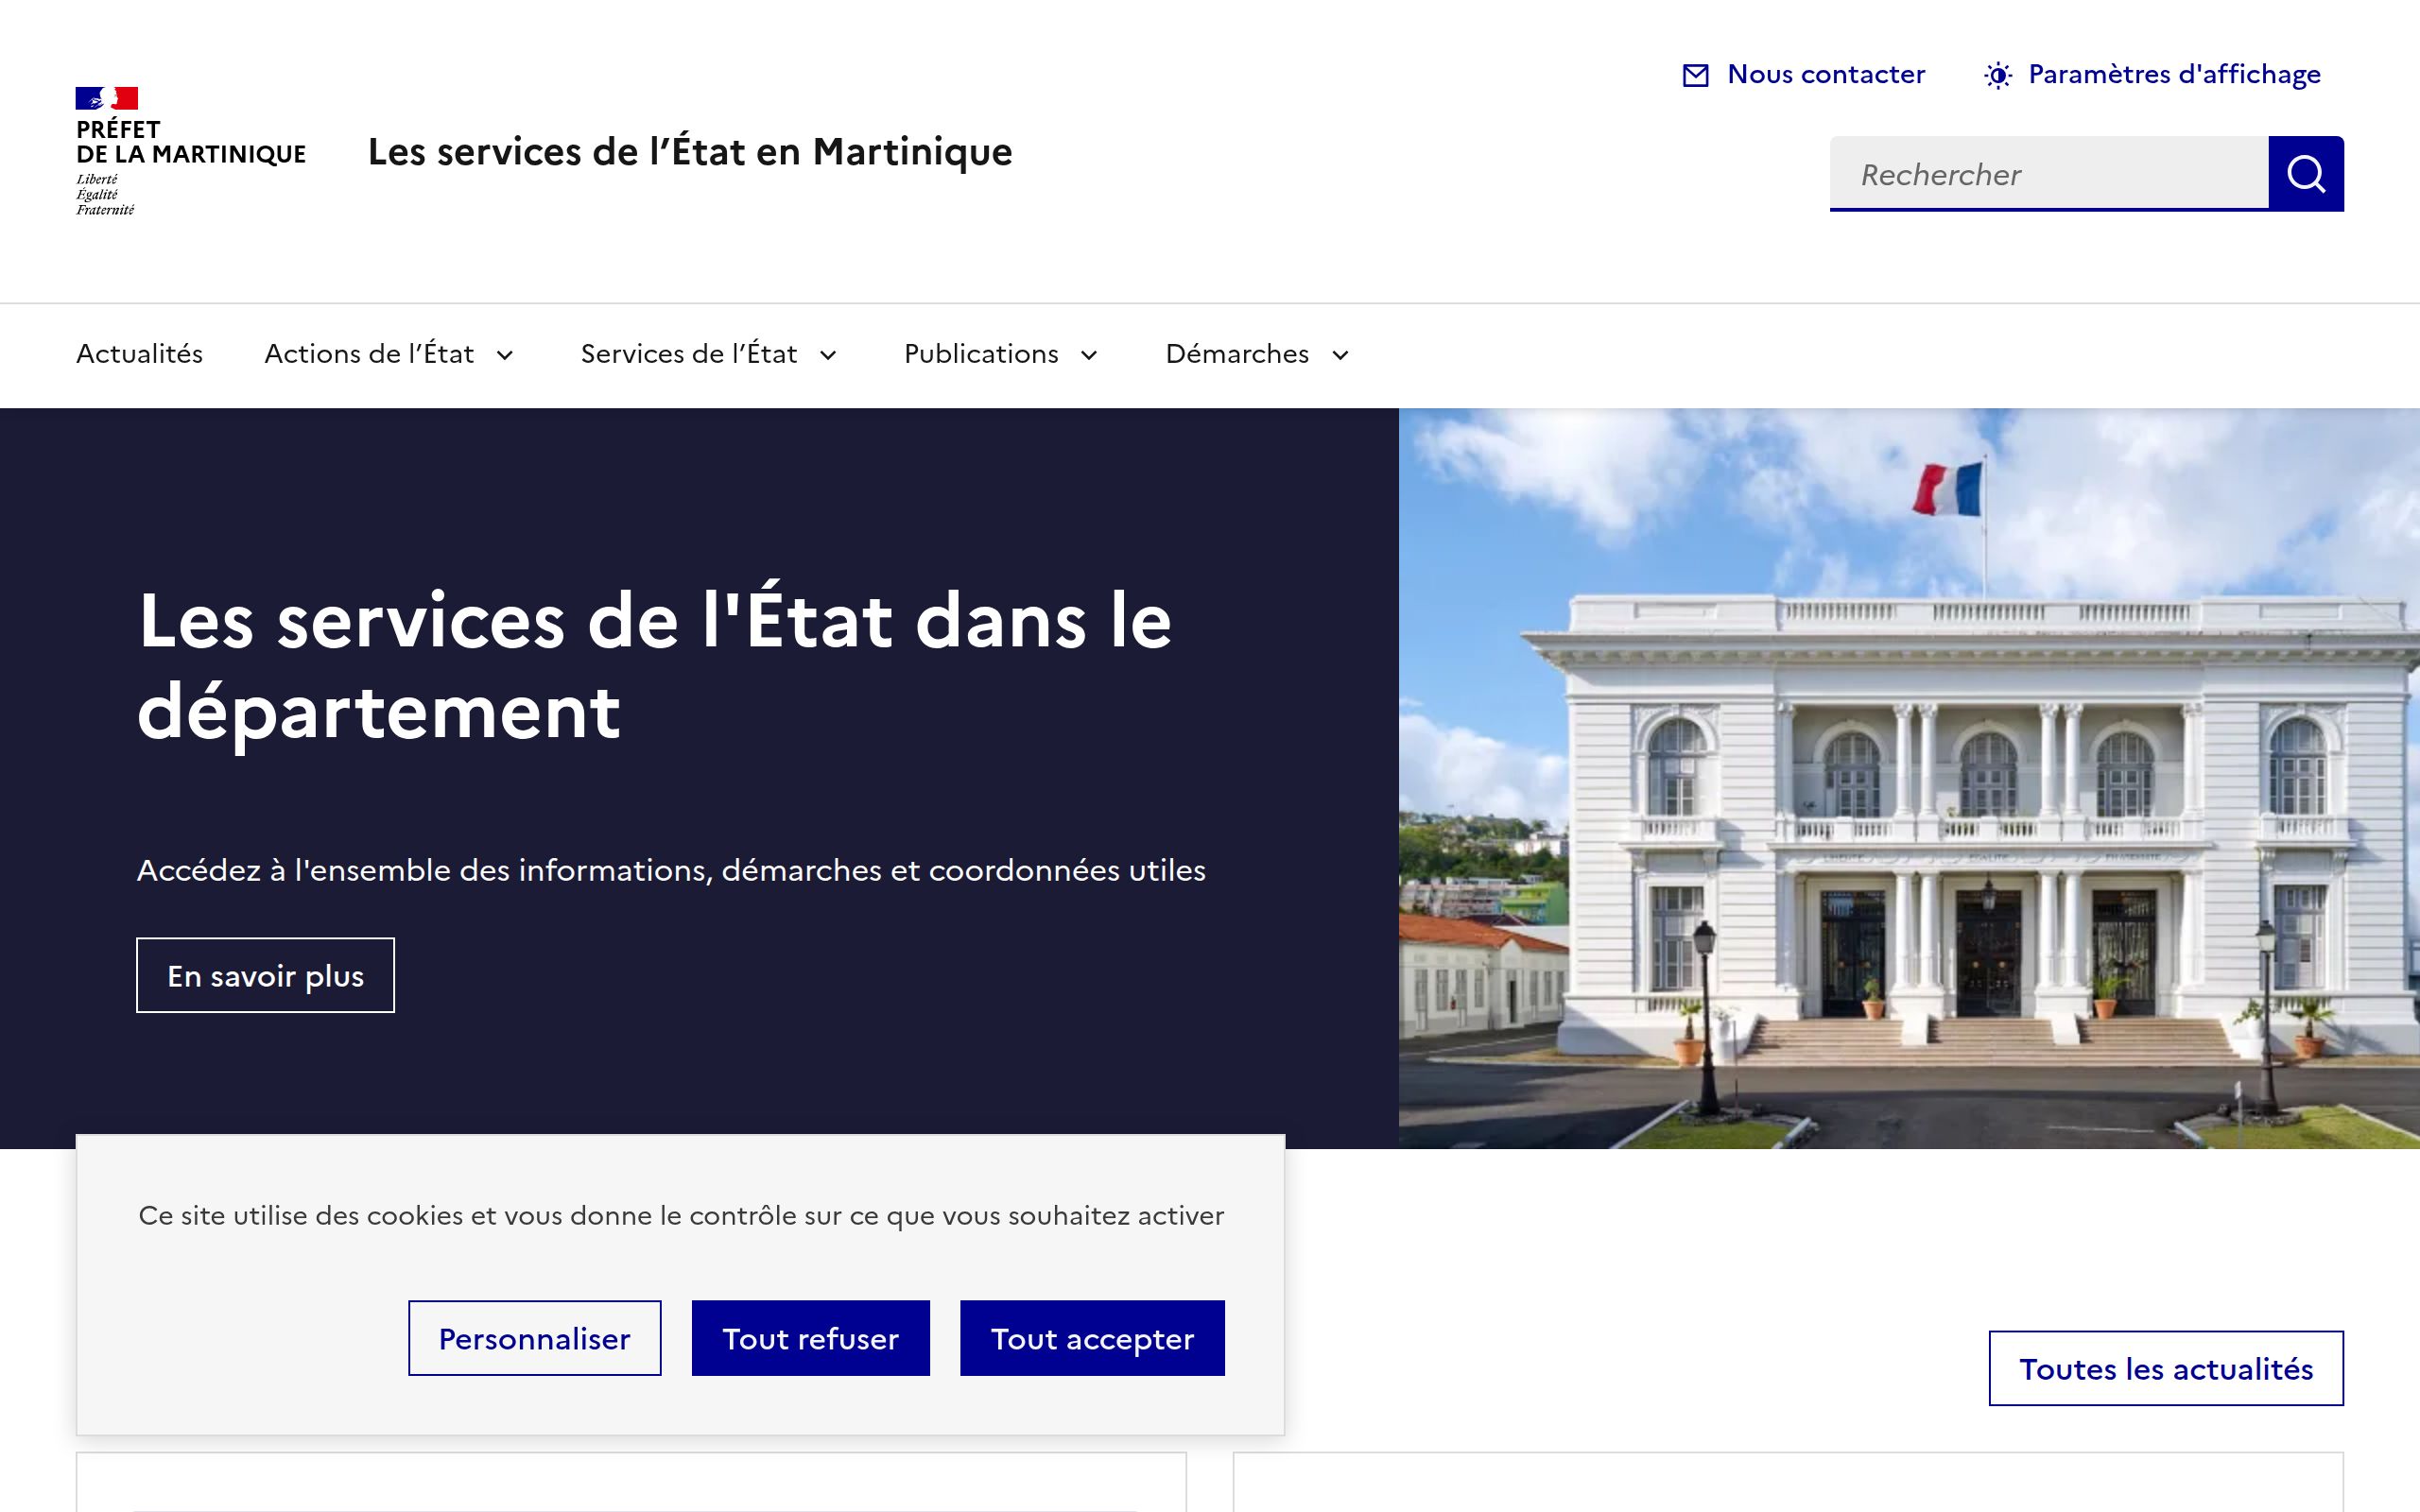 Nous contacter
Paramètres d'affichage
PRÉFET
DE LA MARTINIQUE
Liberté
Égalité
Fraternité
Les services de l’État en Martinique
Rechercher
Actualités
Actions de l’État
Services de l’État
Publications
Démarches
Les services de l'État dans le
département
Accédez à l'ensemble des informations, démarches et coordonnées utiles
En savoir plus
LIBERTÉ ÉGALITÉ FRATERNITÉ
Ce site utilise des cookies et vous donne le contrôle sur ce que vous souhaitez activer
Personnaliser
Tout refuser
Tout accepter
Toutes les actualités